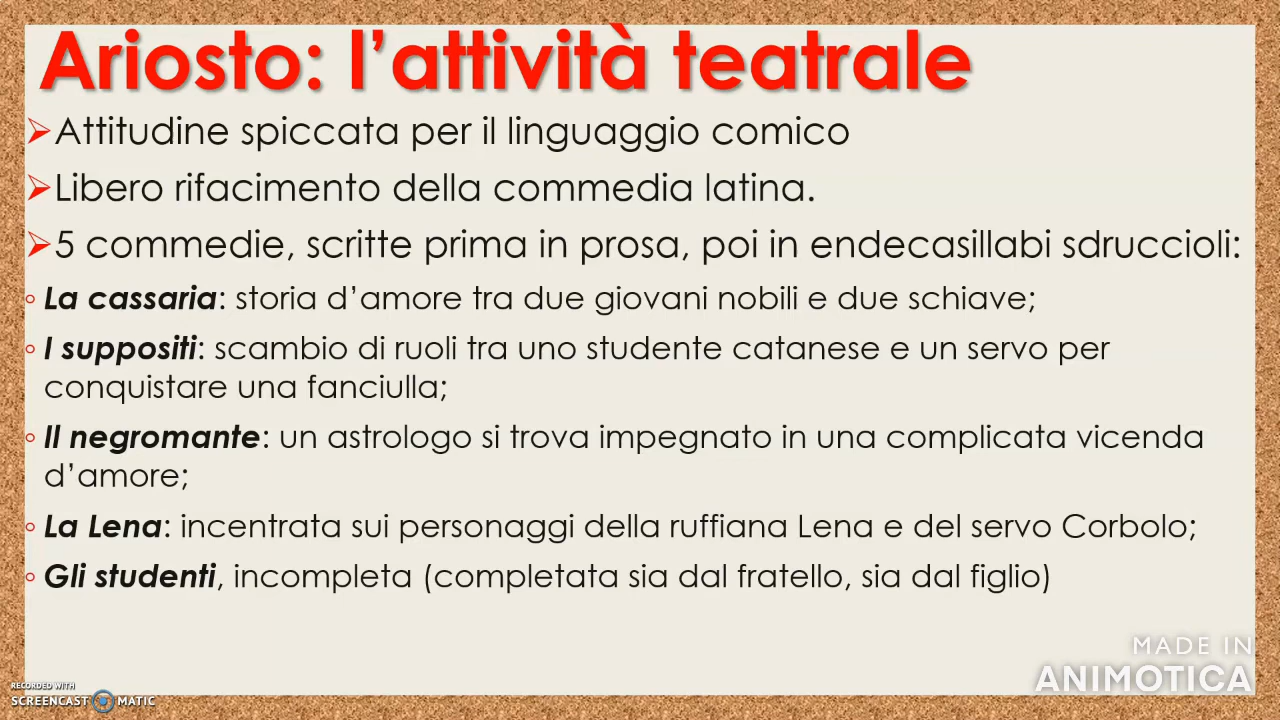 Ariosto: l’attività teatrale
Attitudine spiccata per il linguaggio comico
Libero rifacimento della commedia latina.
5 commedie, scritte prima in prosa, poi in endecasillabi sdruccioli:
La cassaria: storia d’amore tra due giovani nobili e due schiave;
I suppositi: scambio di ruoli tra uno studente catanese e un servo per
conquistare una fanciulla;
Il negromante: un astrologo si trova impegnato in una complicata vicenda
d’amore;
La Lena: incentrata sui personaggi della ruffiana Lena e del servo Corbolo;
Gli studenti, incompleta (completata sia dal fratello, sia dal figlio)
MADE IN
ANIMOTICA
RECORDED WITH
SCREENCAST MATIC